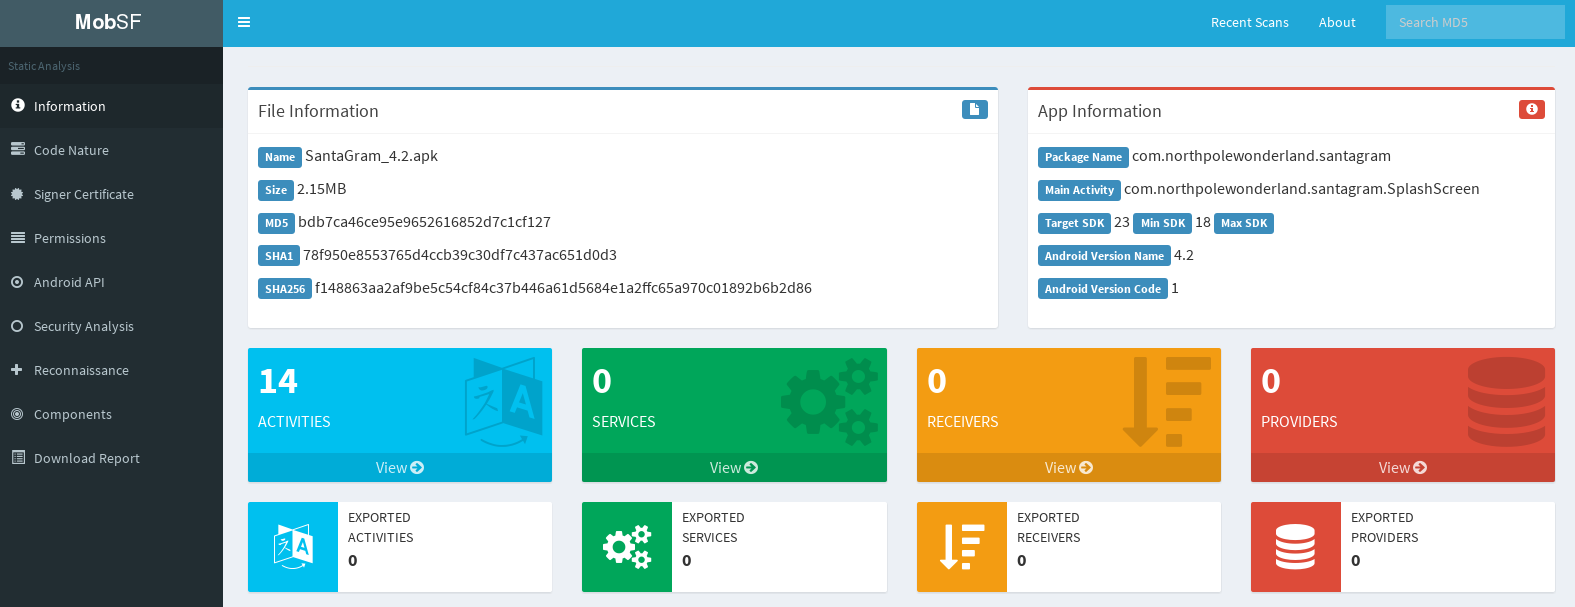 MobSF
Recent Scans About Search MD5
Static Analysis
Information
Code Nature
Signer Certificate
Permissions
Android API
Security Analysis
Reconnaissance
Components
Download Report
File Information
Name SantaGram_4.2.apk
Size 2.15MB
MD5 bdb7ca46ce95e9652616852d7c1cf127
SHA1 78f950e8553765d4ccb39c30df7c437ac651d0d3
SHA256 f148863aa2af9be5c54cf84c37b446a61d5684e1a2ffc65a970c01892b6b2d86
App Information
Package Name com.northpolewonderland.santagram
Main Activity com.northpolewonderland.santagram.SplashScreen
Target SDK 23 Min SDK 18 Max SDK
Android Version Name 4.2
Android Version Code 1
14
ACTIVITIES
View
0
SERVICES
View
0
RECEIVERS
View
0
PROVIDERS
View
EXPORTED
ACTIVITIES
0
EXPORTED
SERVICES
0
EXPORTED
RECEIVERS
0
EXPORTED
PROVIDERS
0